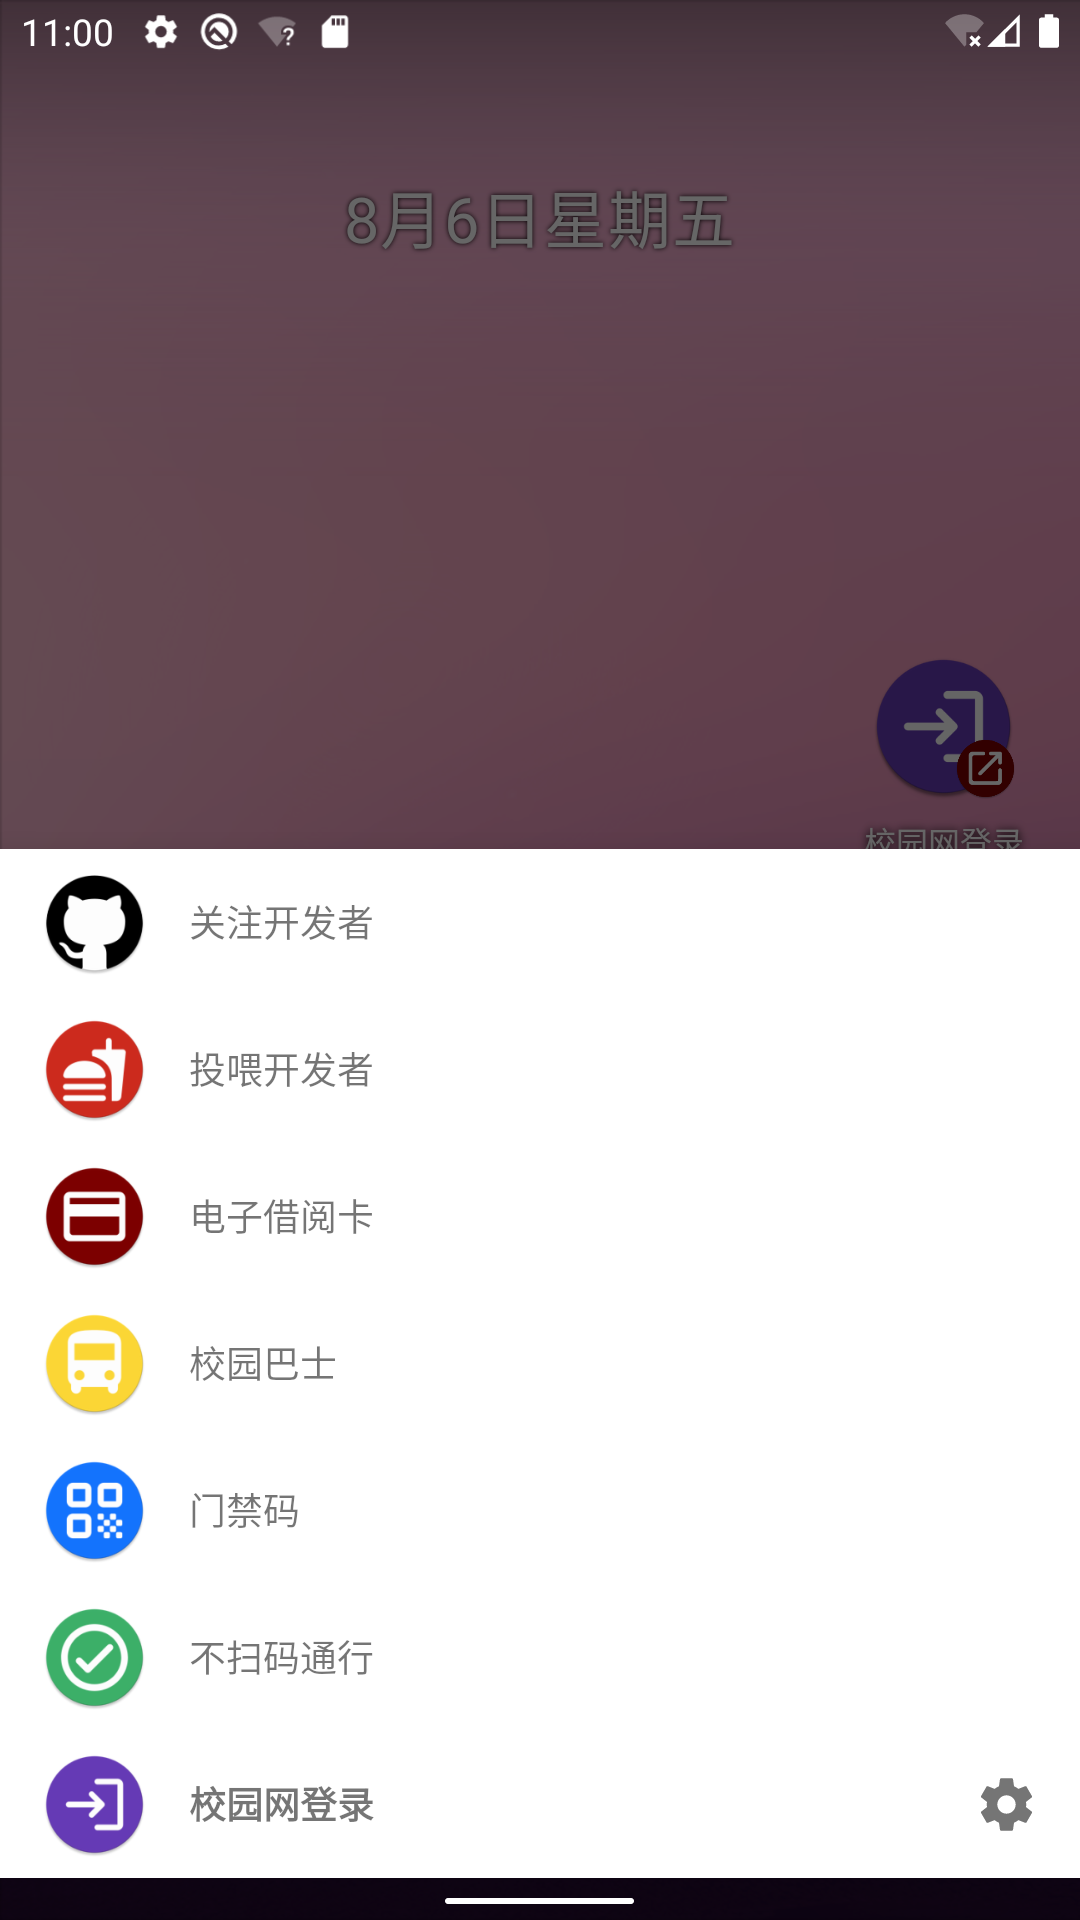 11:00
8月6日星期五
校园网登录
关注开发者
投喂开发者
电子借阅卡
校园巴士
门禁码
不扫码通行
校园网登录